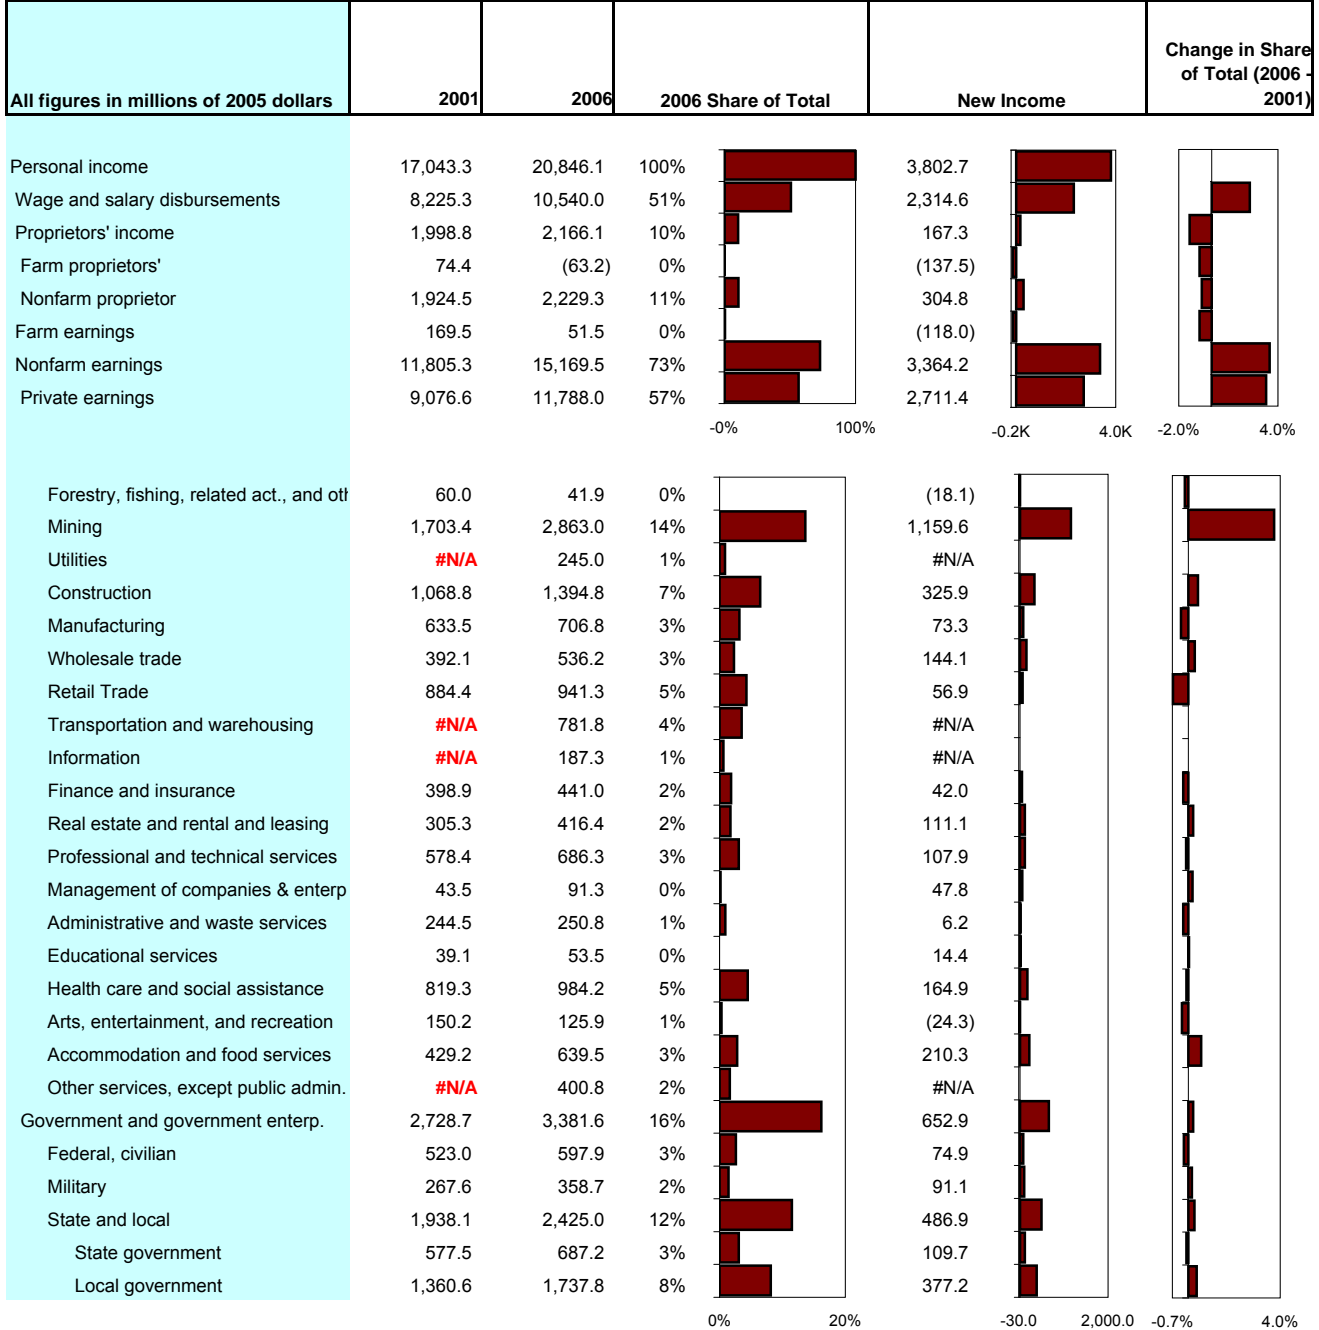 All figures in millions of 2005 dollars 2001 2006 2006 Share of Total New Income Change in Share of Total (2006 - 2001)
Personal income 17,043.3 20,846.1 100% 3,802.7
Wage and salary disbursements 8,225.3 10,540.0 51% 2,314.6
Proprietors' income 1,998.8 2,166.1 10% 167.3
Farm proprietors' 74.4 (63.2) 0% (137.5)
Nonfarm proprietor 1,924.5 2,229.3 11% 304.8
Farm earnings 169.5 51.5 0% (118.0)
Nonfarm earnings 11,805.3 15,169.5 73% 3,364.2
Private earnings 9,076.6 11,788.0 57% 2,711.4
-0% 100% -0.2K 4.0K -2.0% 4.0%
Forestry, fishing, related act., and oth 60.0 41.9 0% (18.1)
Mining 1,703.4 2,863.0 14% 1,159.6
Utilities #N/A 245.0 1% #N/A
Construction 1,068.8 1,394.8 7% 325.9
Manufacturing 633.5 706.8 3% 73.3
Wholesale trade 392.1 536.2 3% 144.1
Retail Trade 884.4 941.3 5% 56.9
Transportation and warehousing #N/A 781.8 4% #N/A
Information #N/A 187.3 1% #N/A
Finance and insurance 398.9 441.0 2% 42.0
Real estate and rental and leasing 305.3 416.4 2% 111.1
Professional and technical services 578.4 686.3 3% 107.9
Management of companies & enterp 43.5 91.3 0% 47.8
Administrative and waste services 244.5 250.8 1% 6.2
Educational services 39.1 53.5 0% 14.4
Health care and social assistance 819.3 984.2 5% 164.9
Arts, entertainment, and recreation 150.2 125.9 1% (24.3)
Accommodation and food services 429.2 639.5 3% 210.3
Other services, except public admin. #N/A 400.8 2% #N/A
Government and government enterp. 2,728.7 3,381.6 16% 652.9
Federal, civilian 523.0 597.9 3% 74.9
Military 267.6 358.7 2% 91.1
State and local 1,938.1 2,425.0 12% 486.9
State government 577.5 687.2 3% 109.7
Local government 1,360.6 1,737.8 8% 377.2
0% 20% -30.0 2,000.0 -0.7% 4.0%